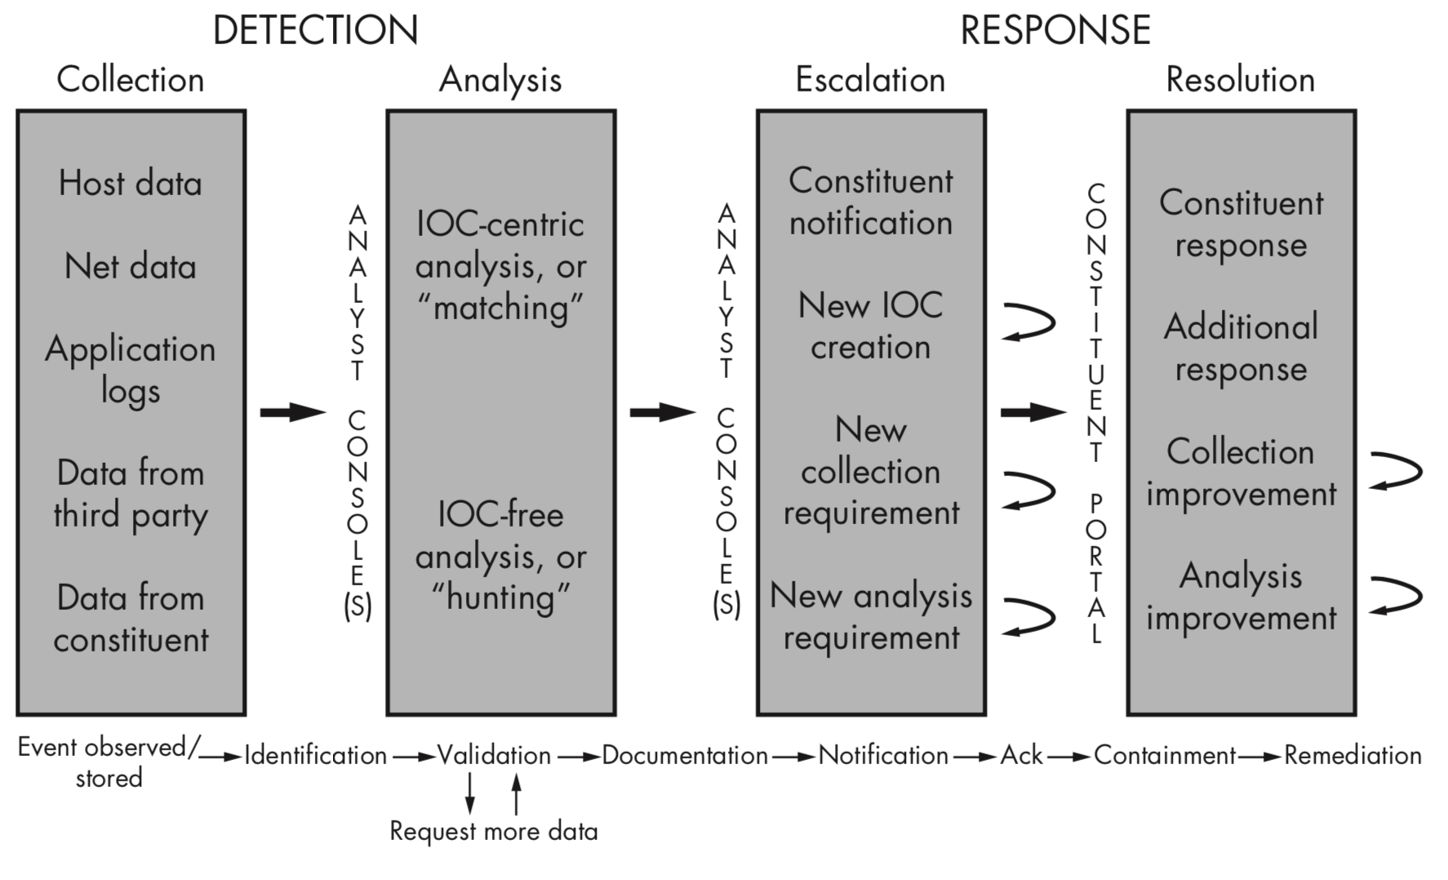 DETECTION
RESPONSE
Collection
Analysis
Escalation
Resolution
Host data
Net data
Application
logs
Data from
third party
Data from
constituent
ANALYST CONSOLE(S)
IOC-centric
analysis, or
“matching”
IOC-free
analysis, or
“hunting”
ANALYST CONSOLE(S)
Constituent
notification
New IOC
creation
New
collection
requirement
New analysis
requirement
CONSTITUENT PORTAL
Constituent
response
Additional
response
Collection
improvement
Analysis
improvement
Event observed/
stored
Identification
Validation
Documentation
Notification
Ack
Containment
Remediation
Request more data